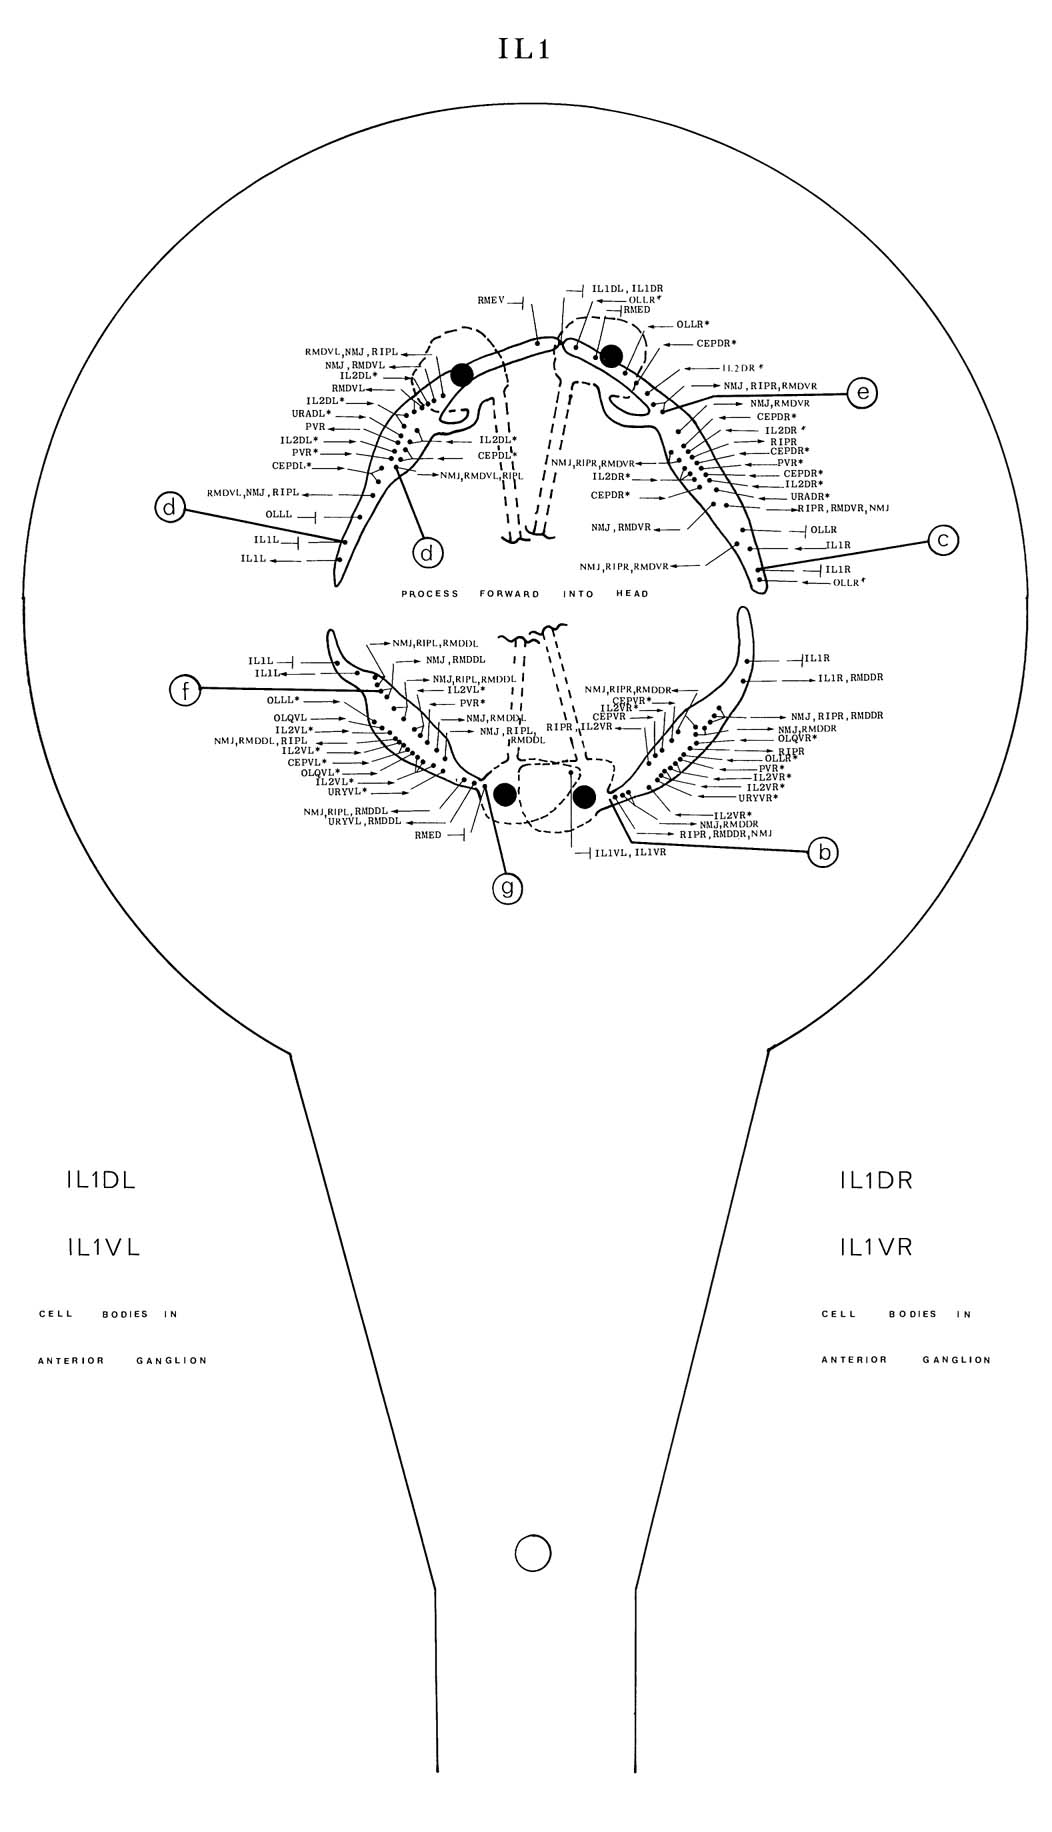 IL1
IL1DL, IL1DR
RMEV
OLLR*
RMED
OLLR*
CEPDR*
RMDVL,NMJ,RIPL
NMJ,RMDVL
IL2DR*
IL2DL*
RMDVL
NMJ,RIPR,RMDVR
e
IL2DL*
NMJ,RMDVR
URADL*
CEPDR*
PVR
IL2DR*
IL2DL*
IL2DL*
RIPR
PVR*
CEPDL*
CEPDR*
CEPDL*
NMJ,RIPR,RMDVR
PVR*
NMJ,RMDVL,RIPL
IL2DR*
CEPDR*
IL2DR*
RMDVL,NMJ,RIPL
CEPDR*
URADR*
d
RIPR,RMDVR,NMJ
OLLL
NMJ,RMDVR
OLLR
IL1L
d
IL1R
c
IL1L
NMJ,RIPR,RMDVR
IL1R
OLLR*
PROCESS FORWARD INTO HEAD
NMJ,RIPL,RMDDL
IL1L
NMJ,RMDDL
IL1R
IL1L
NMJ,RIPL,RMDDL
IL1R,RMDDR
f
IL2VL*
NMJ,RIPR,RMDDR
OLLL*
PVR*
CEPVR*
IL2VR*
OLQVL
NMJ,RMDDL
CEPVR
NMJ,RIPR,RMDDR
IL2VL*
NMJ,RIPL,
RMDDL
RIPR,IL2VR
NMJ,RMDDR
NMJ,RMDDL,RIPL
OLQVR*
IL2VL*
RIPR
CEPVL*
OLLR*
OLQVL*
PVR*
IL2VL*
IL2VR*
URYVL*
IL2VR*
URYVR*
NMJ,RIPL,RMDDL
IL2VR*
URYVL,RMDDL
NMJ,RMDDR
RMED
RIPR,RMDDR,NMJ
IL1VL, IL1VR
b
g
IL1DL
IL1DR
IL1VL
IL1VR
CELL BODIES IN
CELL BODIES IN
ANTERIOR GANGLION
ANTERIOR GANGLION